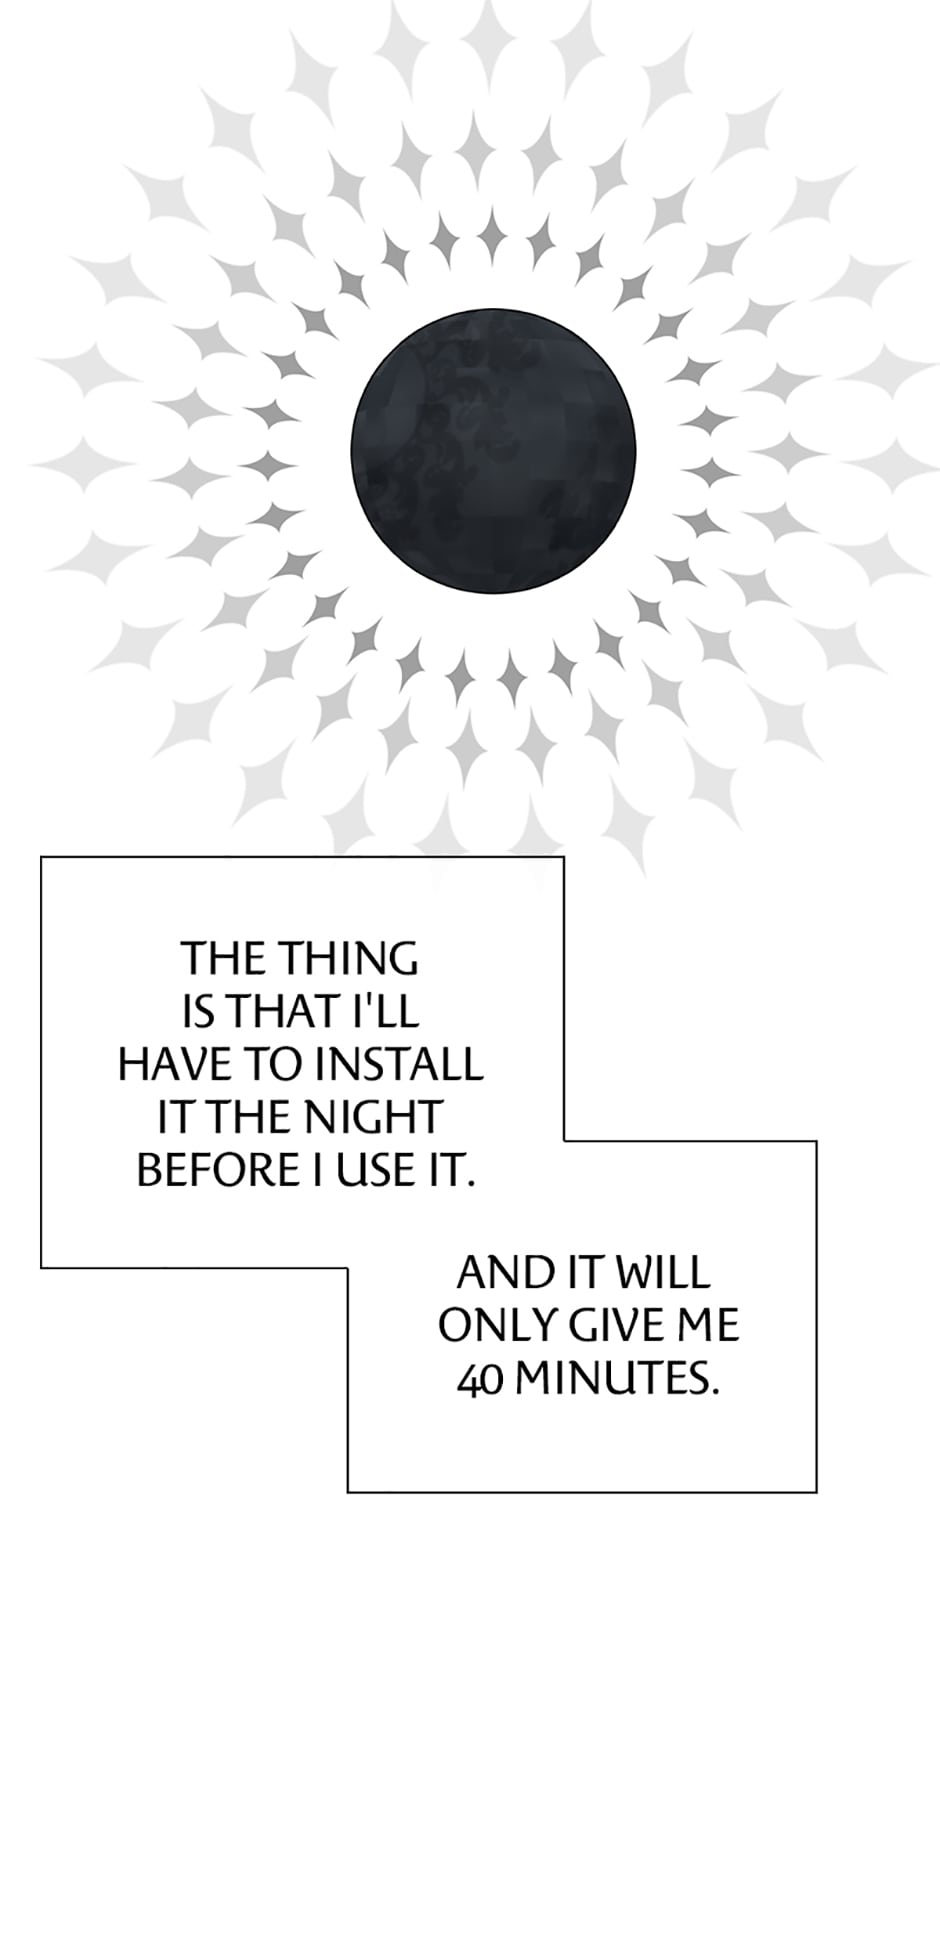 THE THING
IS THAT I'LL
HAVE TO INSTALL
IT THE NIGHT
BEFORE I USE IT.
AND IT WILL
ONLY GIVE ME
40 MINUTES.